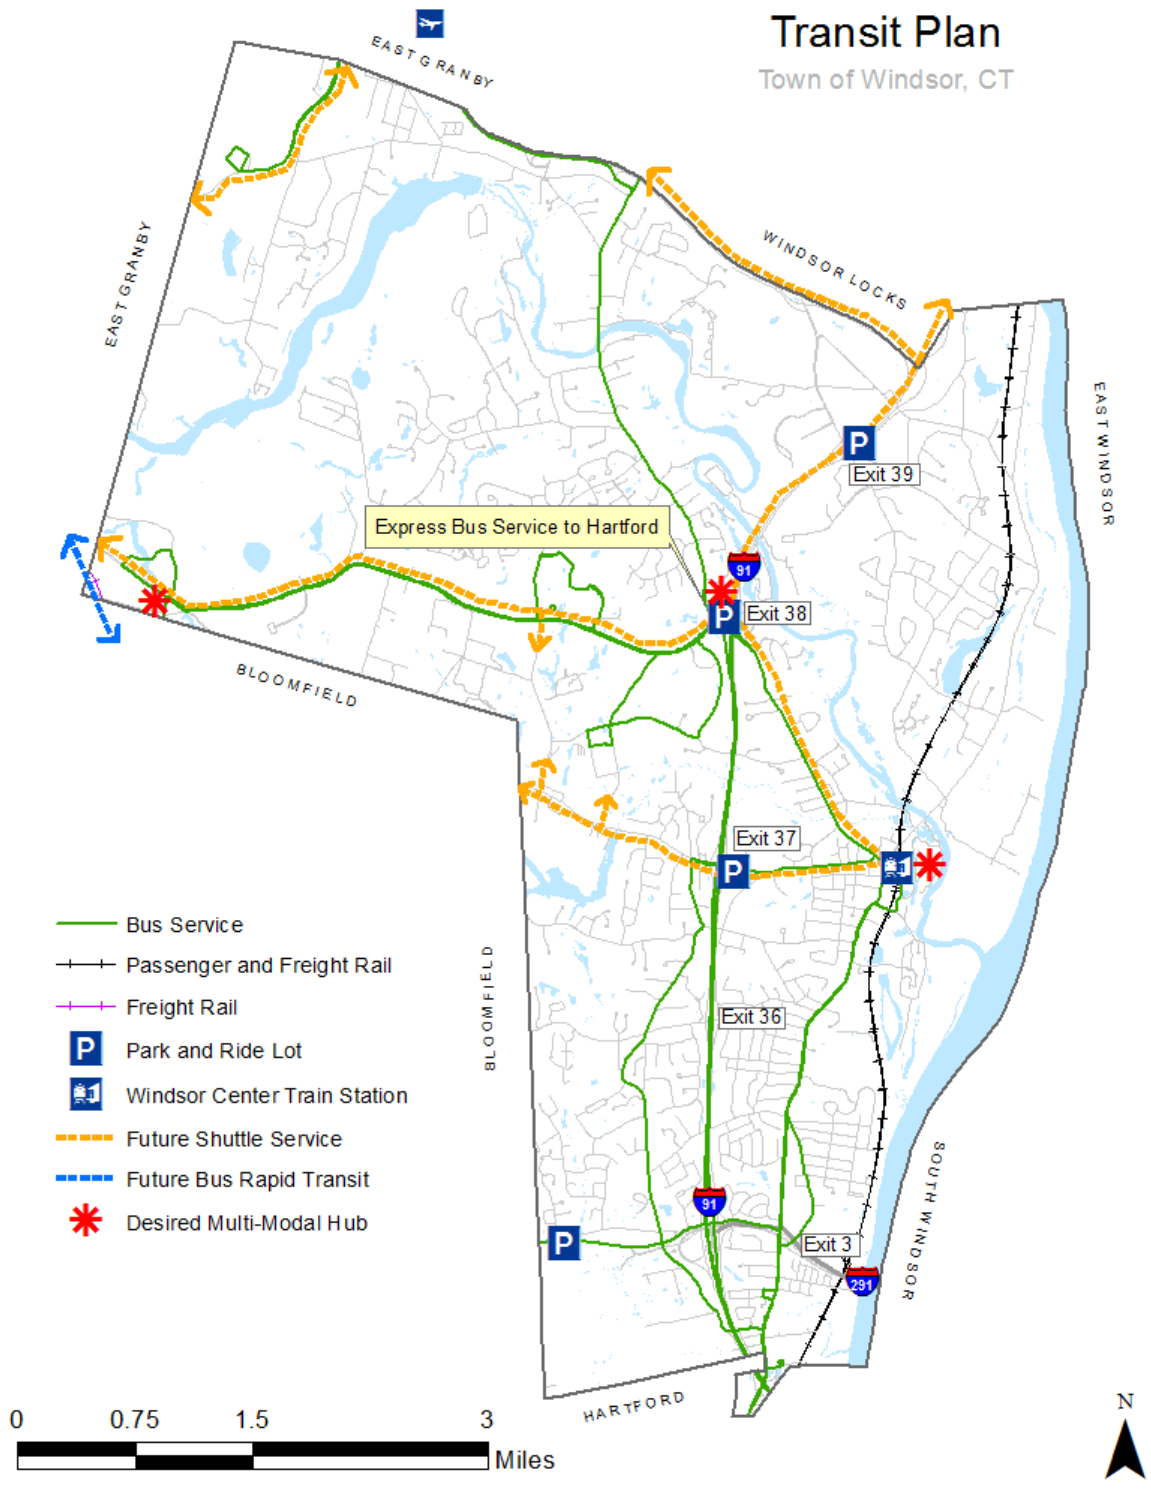 Transit Plan
Town of Windsor, CT
EAST GRANBY
WINDSOR LOCKS
EAST GRANBY
EAST WINDSOR
P
Exit 39
Express Bus Service to Hartford
91
P
Exit 38
BLOOMFIELD
Exit 37
P
BLOOMFIELD
Exit 36
SOUTH WINDSOR
91
P
Exit 3
291
HARTFORD
Bus Service
Passenger and Freight Rail
Freight Rail
P Park and Ride Lot
Windsor Center Train Station
Future Shuttle Service
Future Bus Rapid Transit
Desired Multi-Modal Hub
0 0.75 1.5 3
Miles
N